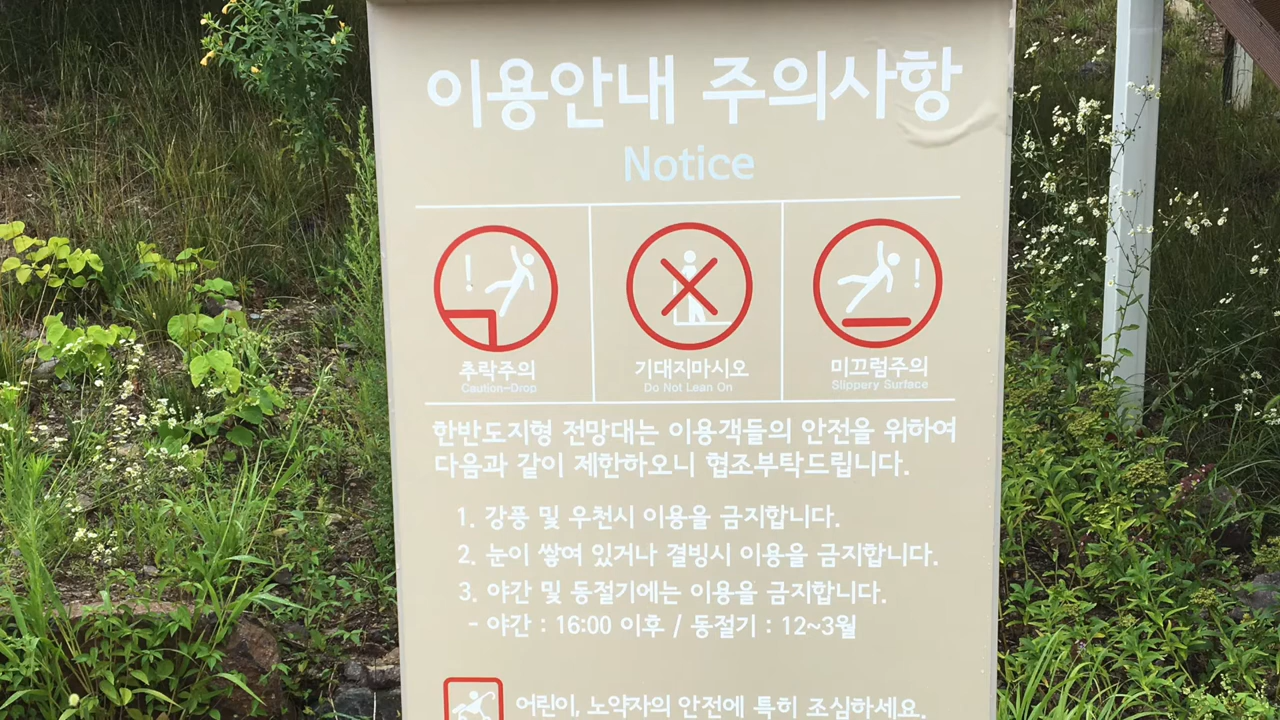 이용안내 주의사항
Notice
추락주의
Caution-Drop
기대지마시오
Do Not Lean On
미끄럼주의
Slippery Surface
한반도지형 전망대는 이용객들의 안전을 위하여
다음과 같이 제한하오니 협조부탁드립니다.
1. 강풍 및 우천시 이용을 금지합니다.
2. 눈이 쌓여 있거나 결빙시 이용을 금지합니다.
3. 야간 및 동절기에는 이용을 금지합니다.
- 야간 : 16:00 이후 / 동절기 : 12~3월
어린이, 노약자의 안전에 특히 조심하세요.